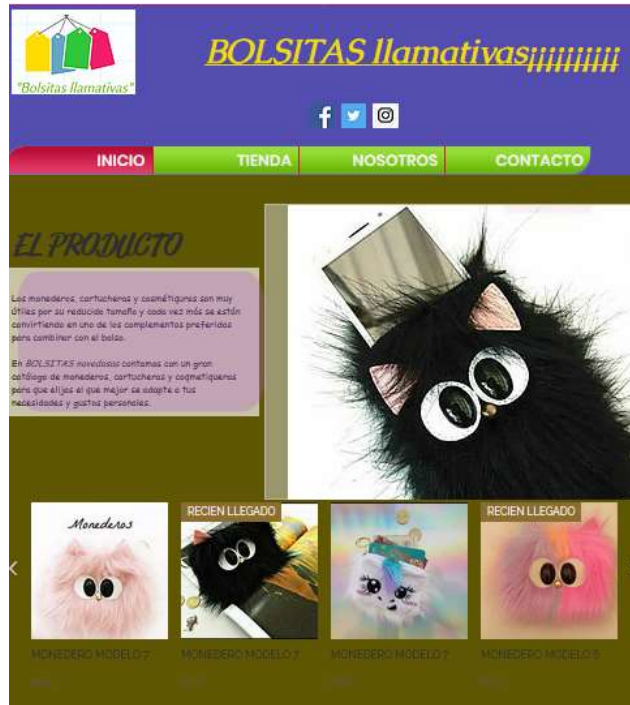 BOLSITAS llamativas¡¡¡¡¡¡¡¡¡¡
"Bolsitas llamativas"
INICIO TIENDA NOSOTROS CONTACTO
EL PRODUCTO
Los monederos, cartucheras y cosmétiquras son muy
útiles por su reducido tamaño y cada vez más se están
convirtiendo en uno de los complementos preferidos
para combinar con el bolso.
En BOLSITAS novedosas contamos con un gran
catálogo de monederos, cartucheras y coqmetiqueras
para que elijas el que mejor se adapte a tus
necesidades y gustos personales.
Monederos
RECIEN LLEGADO
RECIEN LLEGADO
MONEDERO MODELO 7
MONEDERO MODELO 7
MONEDERO MODELO 7
MONEDERO MODELO 6